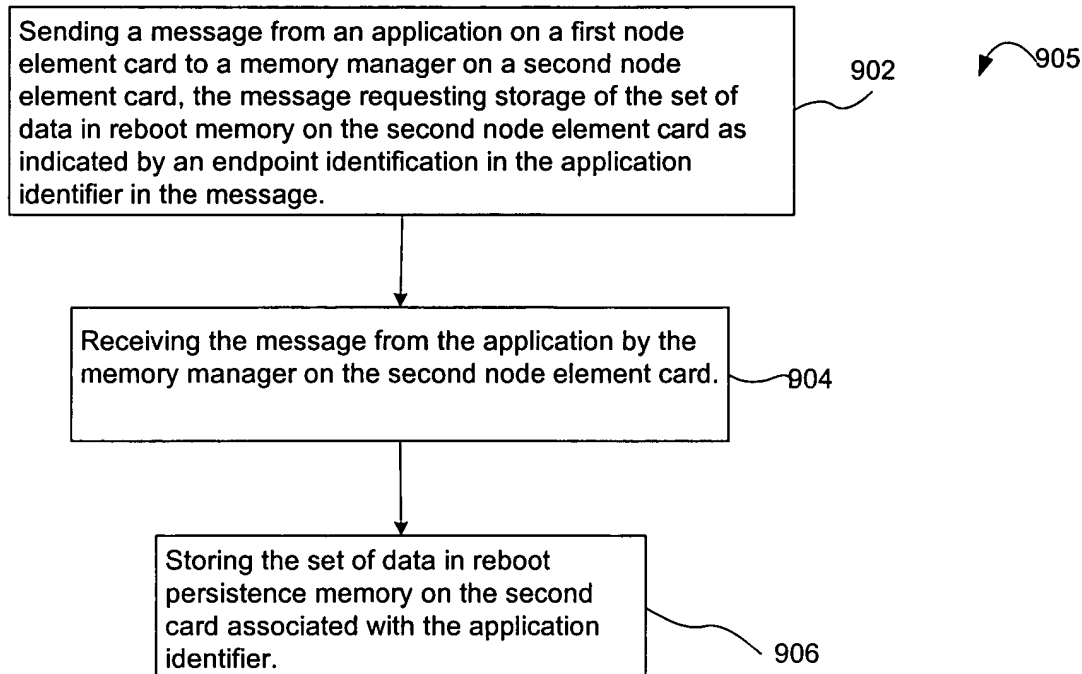 Sending a message from an application on a first node
element card to a memory manager on a second node
element card, the message requesting storage of the set of
data in reboot memory on the second node element card as
indicated by an endpoint identification in the application
identifier in the message.
902
905
Receiving the message from the application by the
memory manager on the second node element card.
904
Storing the set of data in reboot
persistence memory on the second
card associated with the application
identifier.
906